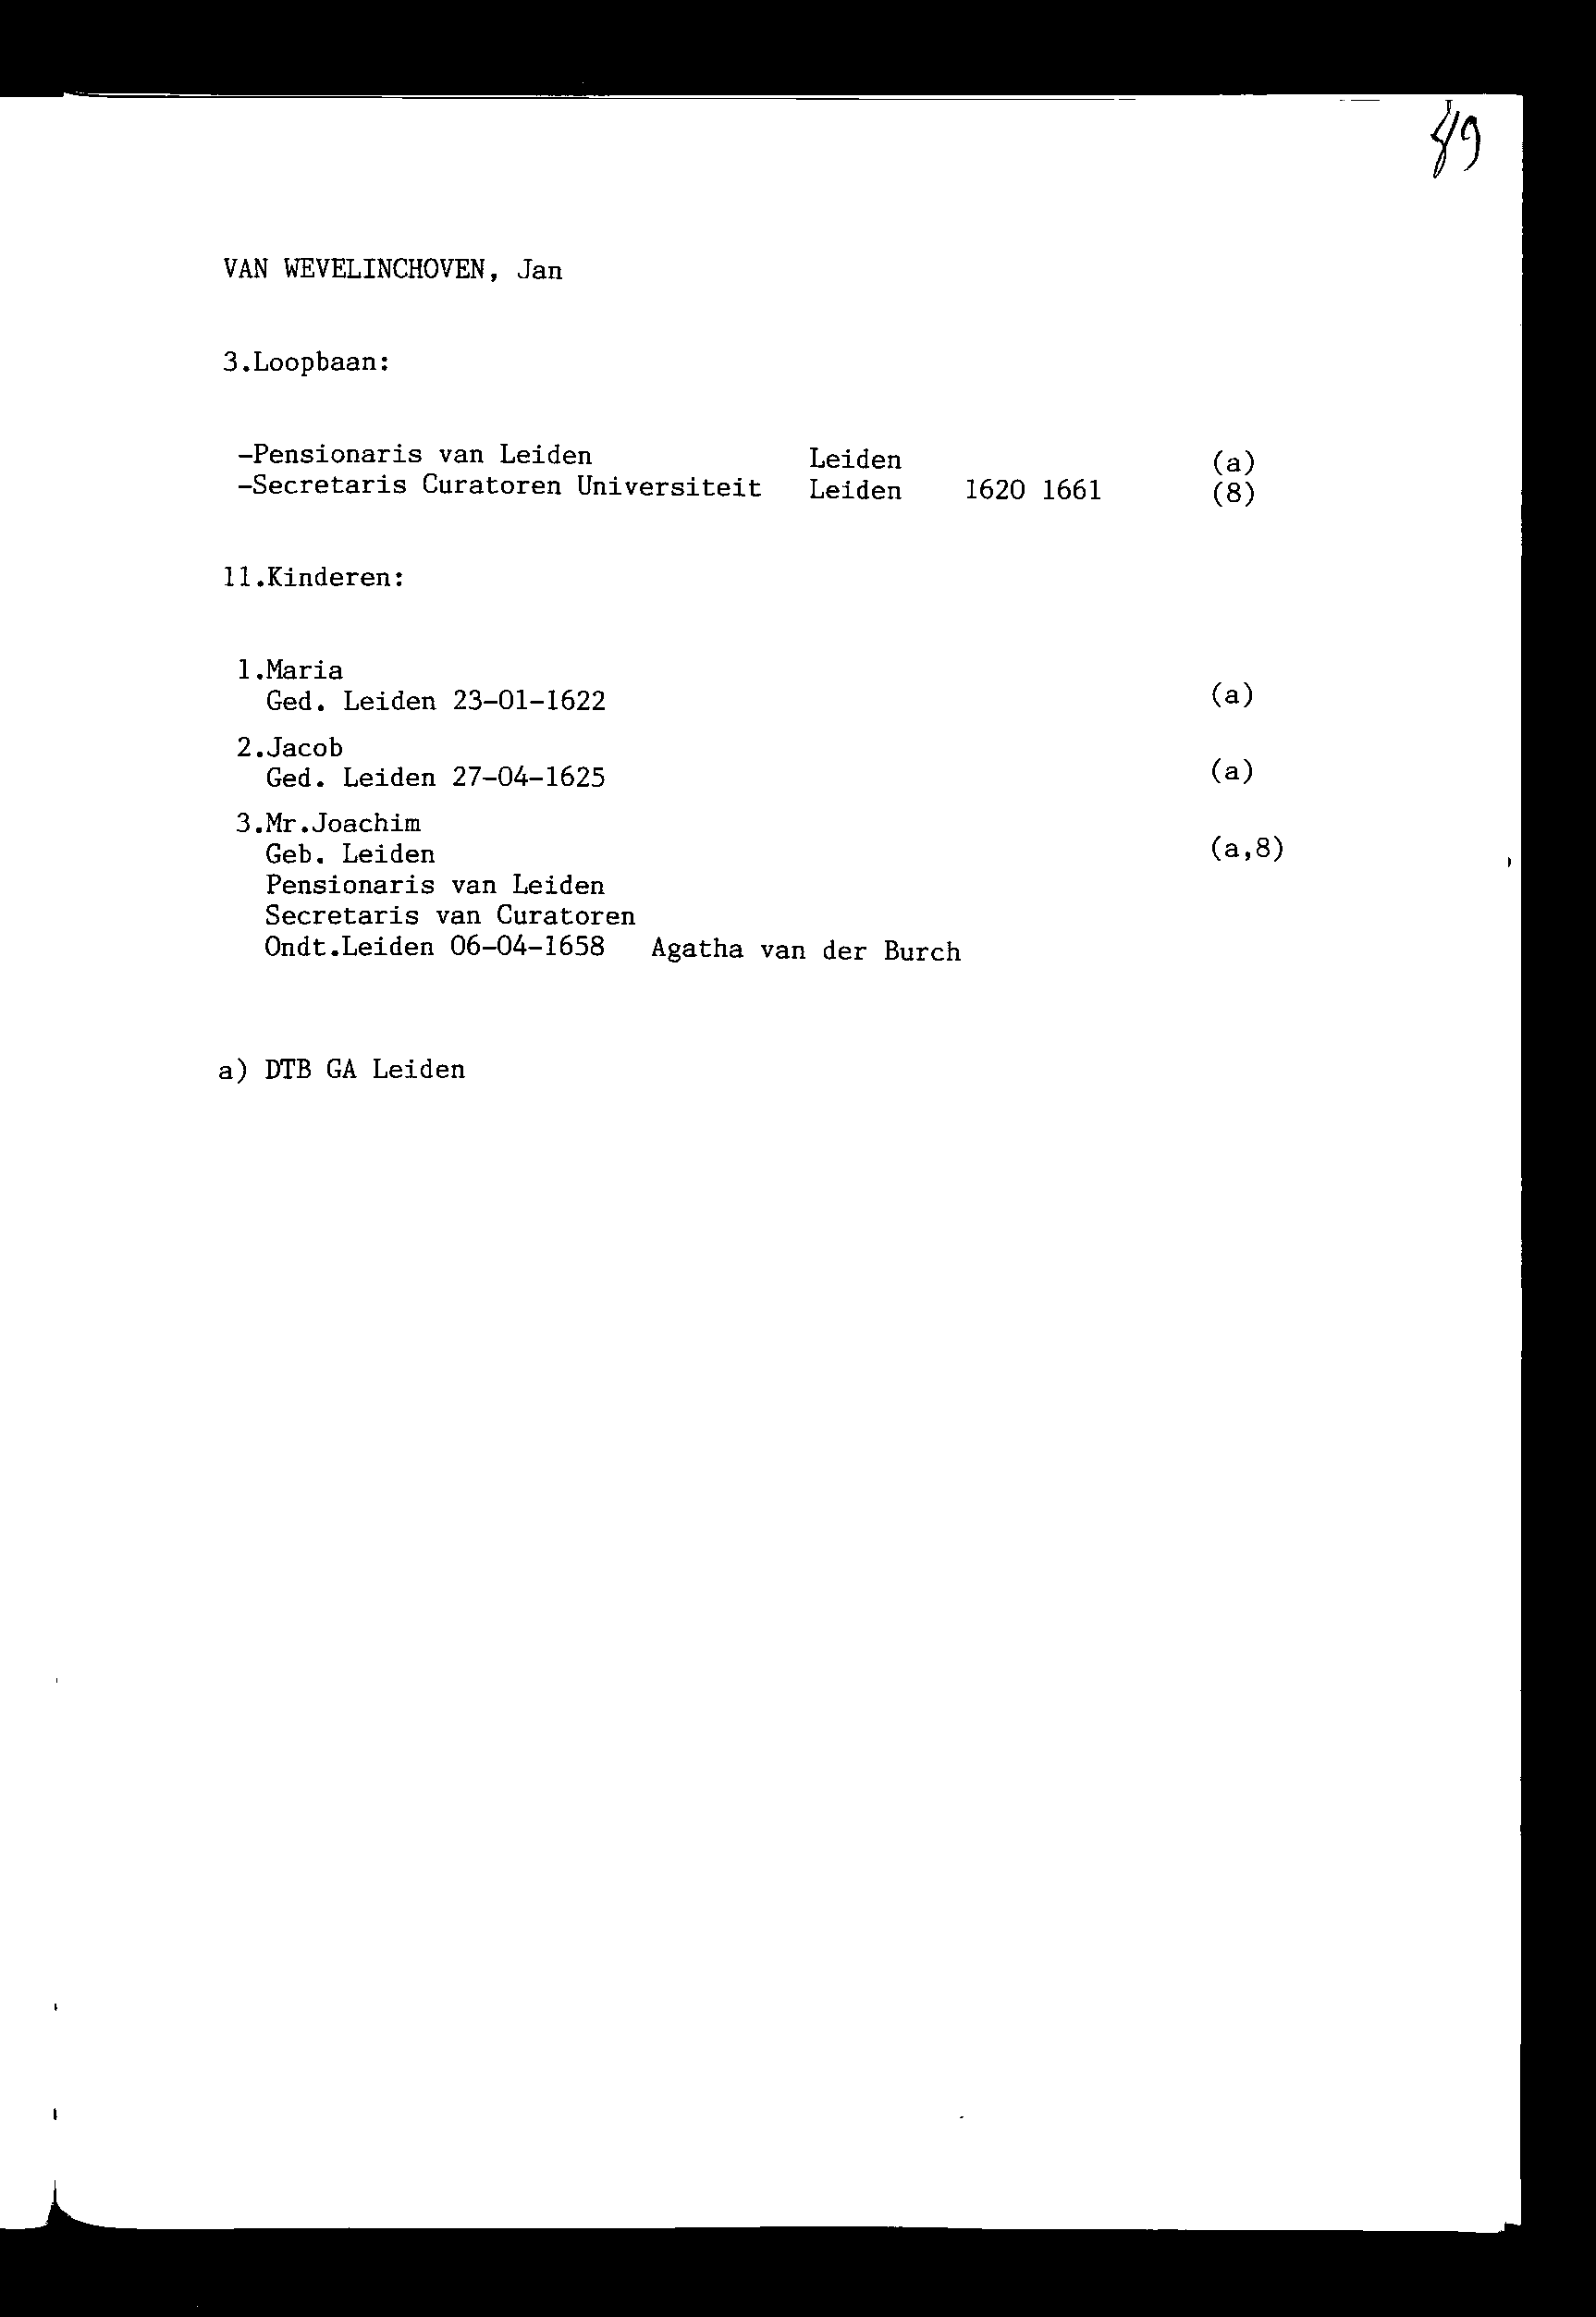 VAN WEVELINCHOVEN, Jan
3.Loopbaan:
-Pensionaris van Leiden Leiden (a)
-Secretaris Curatoren Universiteit Leiden 1620 1661 (8)
11.Kinderen:
1.Maria
Ged. Leiden 23-01-1622 (a)
2.Jacob
Ged. Leiden 27-04-1625 (a)
3.Mr.Joachim
Geb. Leiden (a,8)
Pensionaris van Leiden
Secretaris van Curatoren
Ondt.Leiden 06-04-1658 Agatha van der Burch
a) DTB GA Leiden